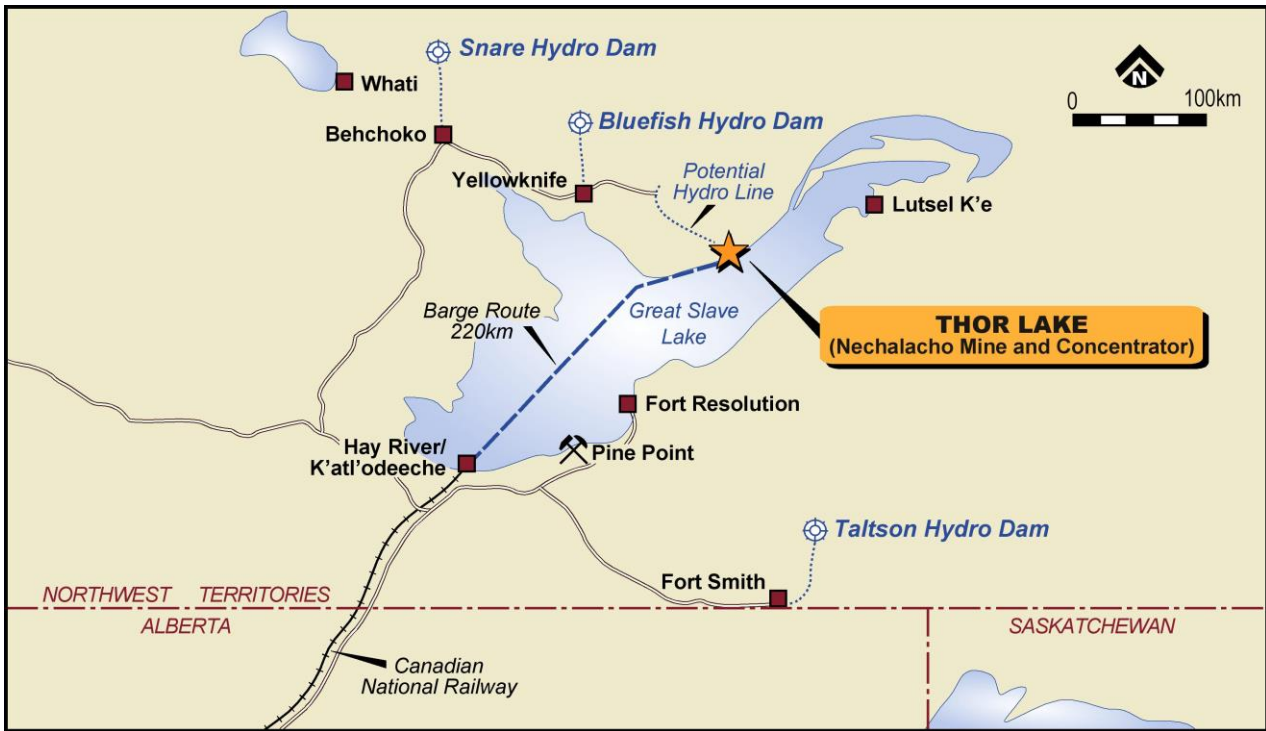 Snare Hydro Dam
Whati
N
0 100km
Behchoko
Bluefish Hydro Dam
Yellowknife
Potential
Hydro Line
Lutsel K'e
Barge Route
220km
Great Slave
Lake
THOR LAKE
(Nechalacho Mine and Concentrator)
Fort Resolution
Hay River/
K'atl'odeeche
Pine Point
Taltson Hydro Dam
Fort Smith
NORTHWEST TERRITORIES
ALBERTA
SASKATCHEWAN
Canadian
National Railway